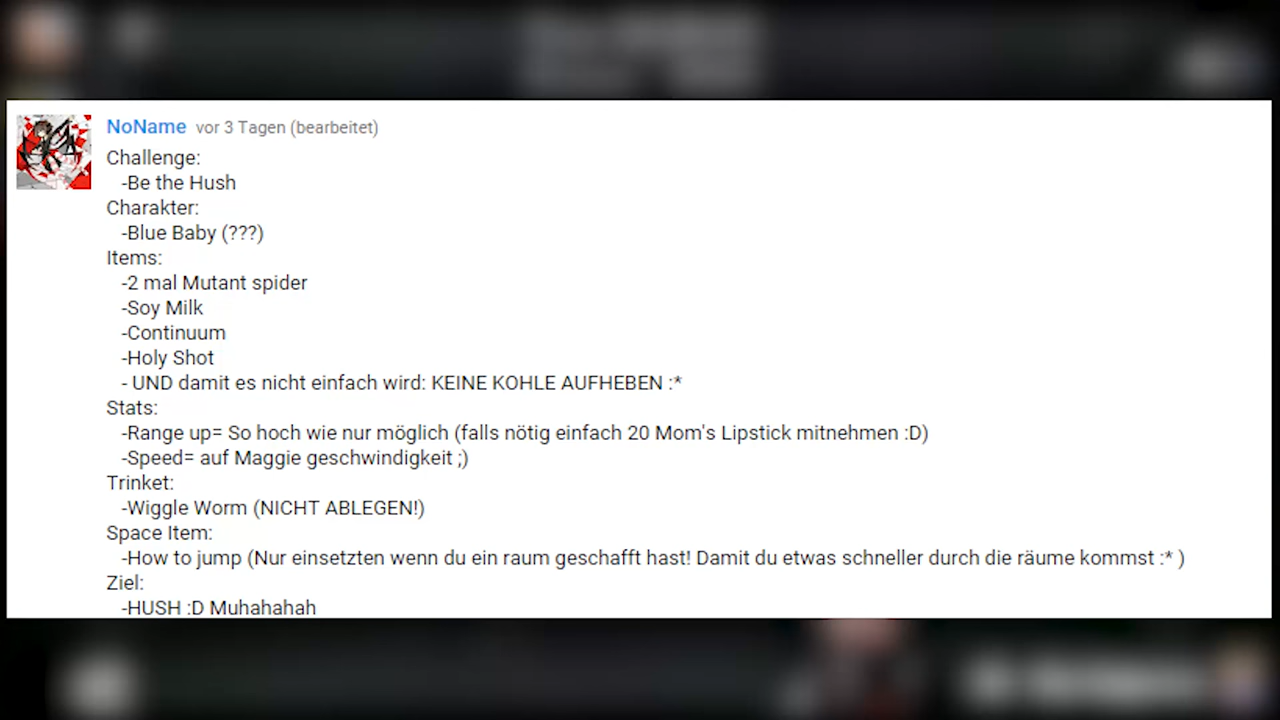 NoName vor 3 Tagen (bearbeitet)
Challenge:
-Be the Hush
Charakter:
-Blue Baby (???)
Items:
-2 mal Mutant spider
-Soy Milk
-Continuum
-Holy Shot
- UND damit es nicht einfach wird: KEINE KOHLE AUFHEBEN :*
Stats:
-Range up= So hoch wie nur möglich (falls nötig einfach 20 Mom's Lipstick mitnehmen :D)
-Speed= auf Maggie geschwindigkeit ;)
Trinket:
-Wiggle Worm (NICHT ABLEGEN!)
Space Item:
-How to jump (Nur einsetzten wenn du ein raum geschafft hast! Damit du etwas schneller durch die räume kommst :* )
Ziel:
-HUSH :D Muhahahah